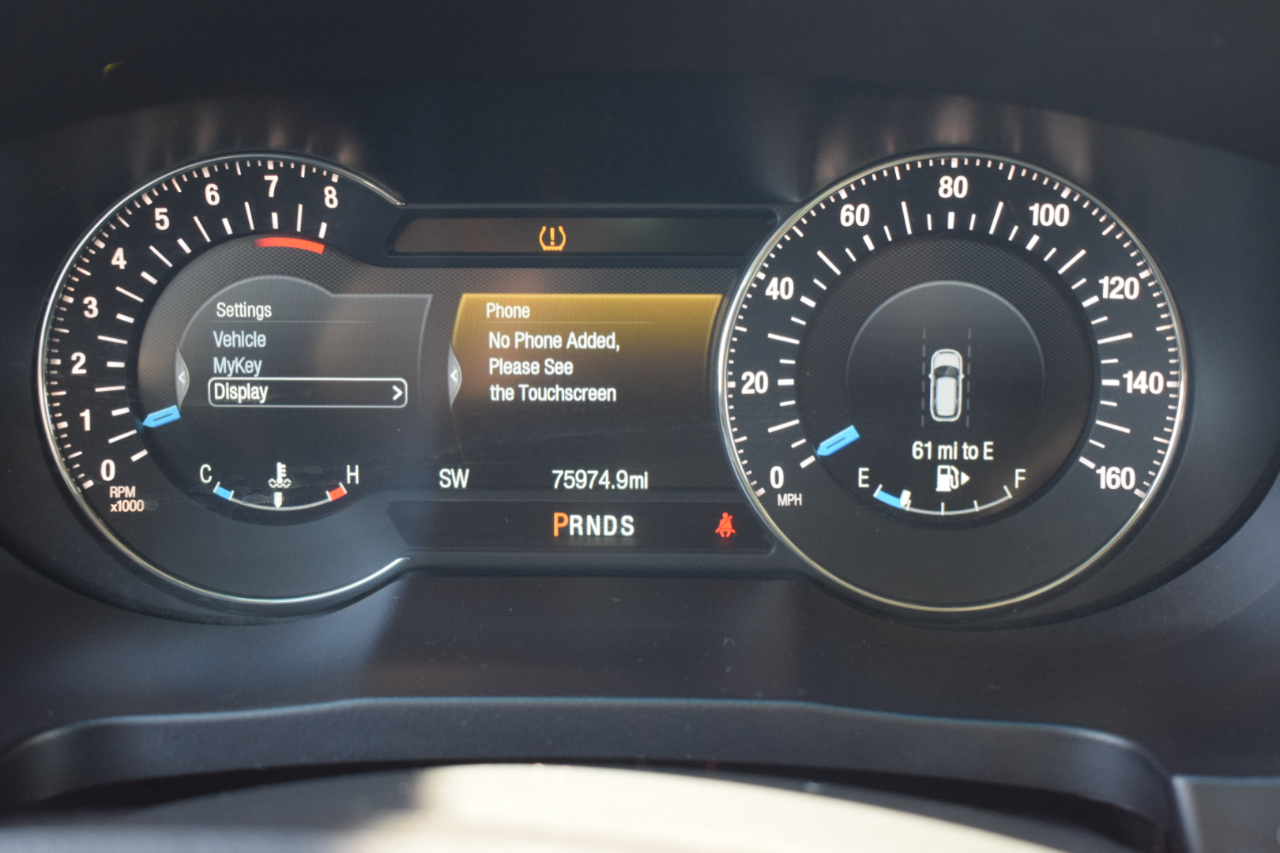 0
1
2
3
4
5
6
7
8
RPM
x1000
Settings
Vehicle
MyKey
Display >
C H
<
Phone
No Phone Added,
Please See
the Touchscreen
SW 75974.9mi
PRNDS
0
20
40
60
80
100
120
140
160
MPH
61 mi to E
E F